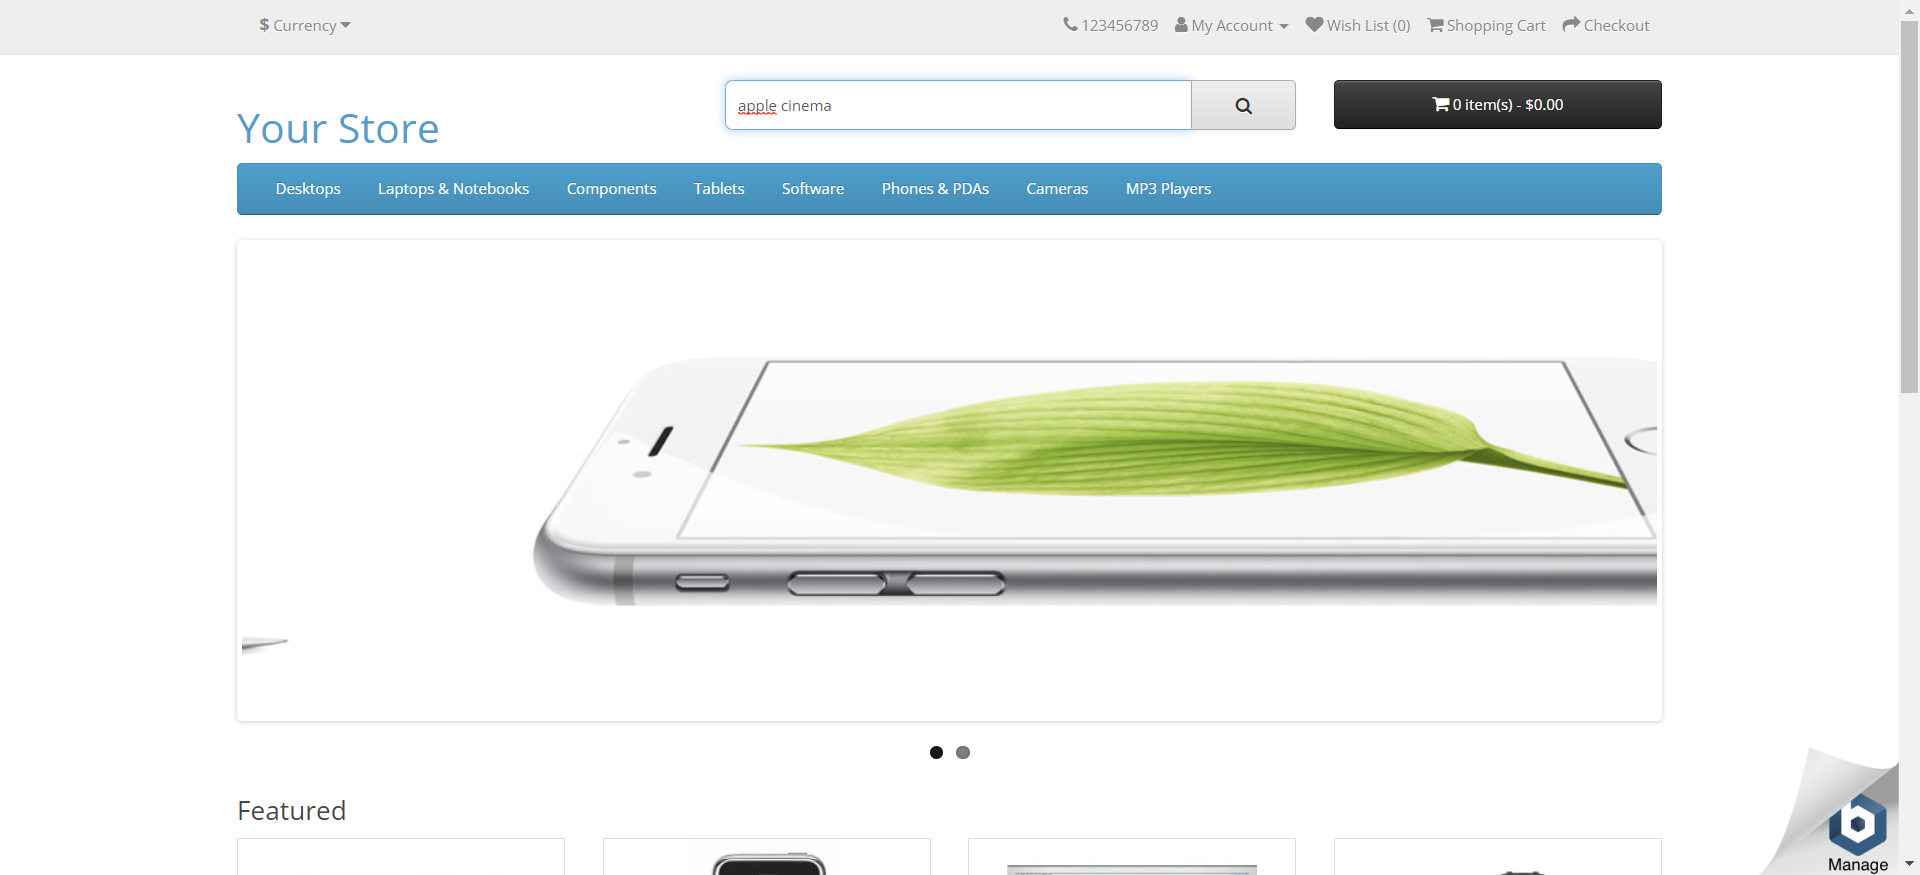 $ Currency
123456789 My Account Wish List (0) Shopping Cart Checkout
Your Store
apple cinema
0 item(s) - $0.00
Desktops Laptops & Notebooks Components Tablets Software Phones & PDAs Cameras MP3 Players
Featured
Manage